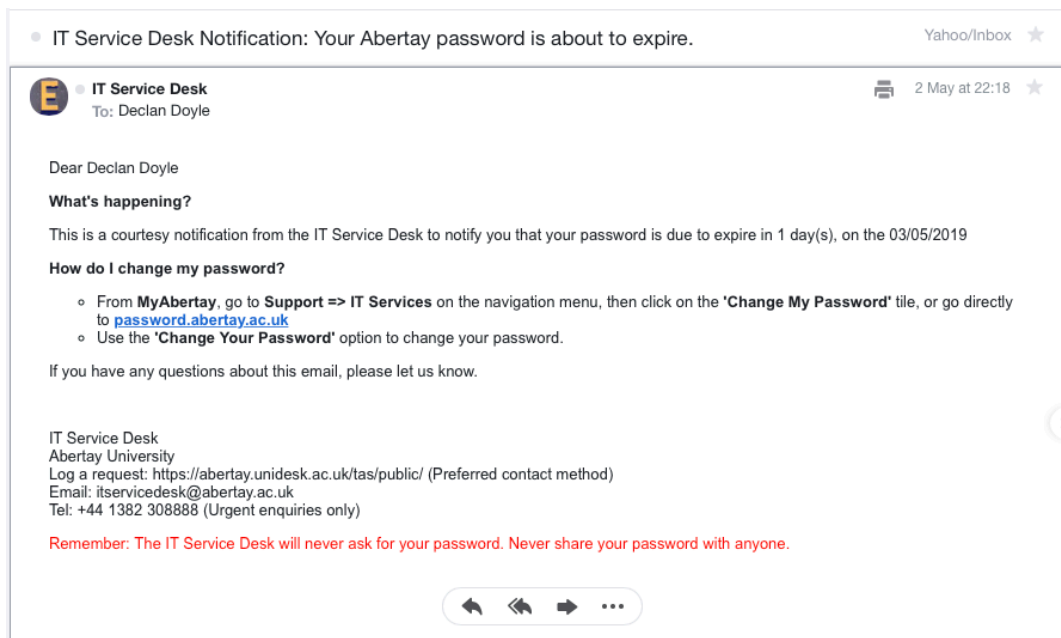 IT Service Desk Notification: Your Abertay password is about to expire.
Yahoo/Inbox
E
IT Service Desk
2 May at 22:18
To: Declan Doyle
Dear Declan Doyle
What's happening?
This is a courtesy notification from the IT Service Desk to notify you that your password is due to expire in 1 day(s), on the 03/05/2019
How do I change my password?
From MyAbertay, go to Support => IT Services on the navigation menu, then click on the 'Change My Password' tile, or go directly
to password.abertay.ac.uk
Use the 'Change Your Password' option to change your password.
If you have any questions about this email, please let us know.
IT Service Desk
Abertay University
Log a request: https://abertay.unidesk.ac.uk/tas/public/ (Preferred contact method)
Email: itservicedesk@abertay.ac.uk
Tel: +44 1382 308888 (Urgent enquiries only)
Remember: The IT Service Desk will never ask for your password. Never share your password with anyone.